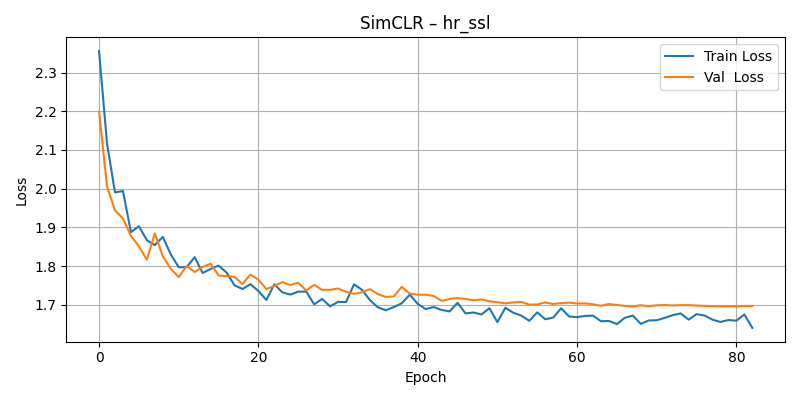 SimCLR – hr_ssl
Train Loss
Val  Loss
2.3
2.2
2.1
2.0
1.9
1.8
1.7
Loss
0
20
40
60
80
Epoch